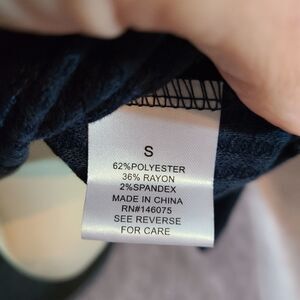 S
62%POLYESTER
36% RAYON
2%SPANDEX
MADE IN CHINA
RN#146075
SEE REVERSE
FOR CARE